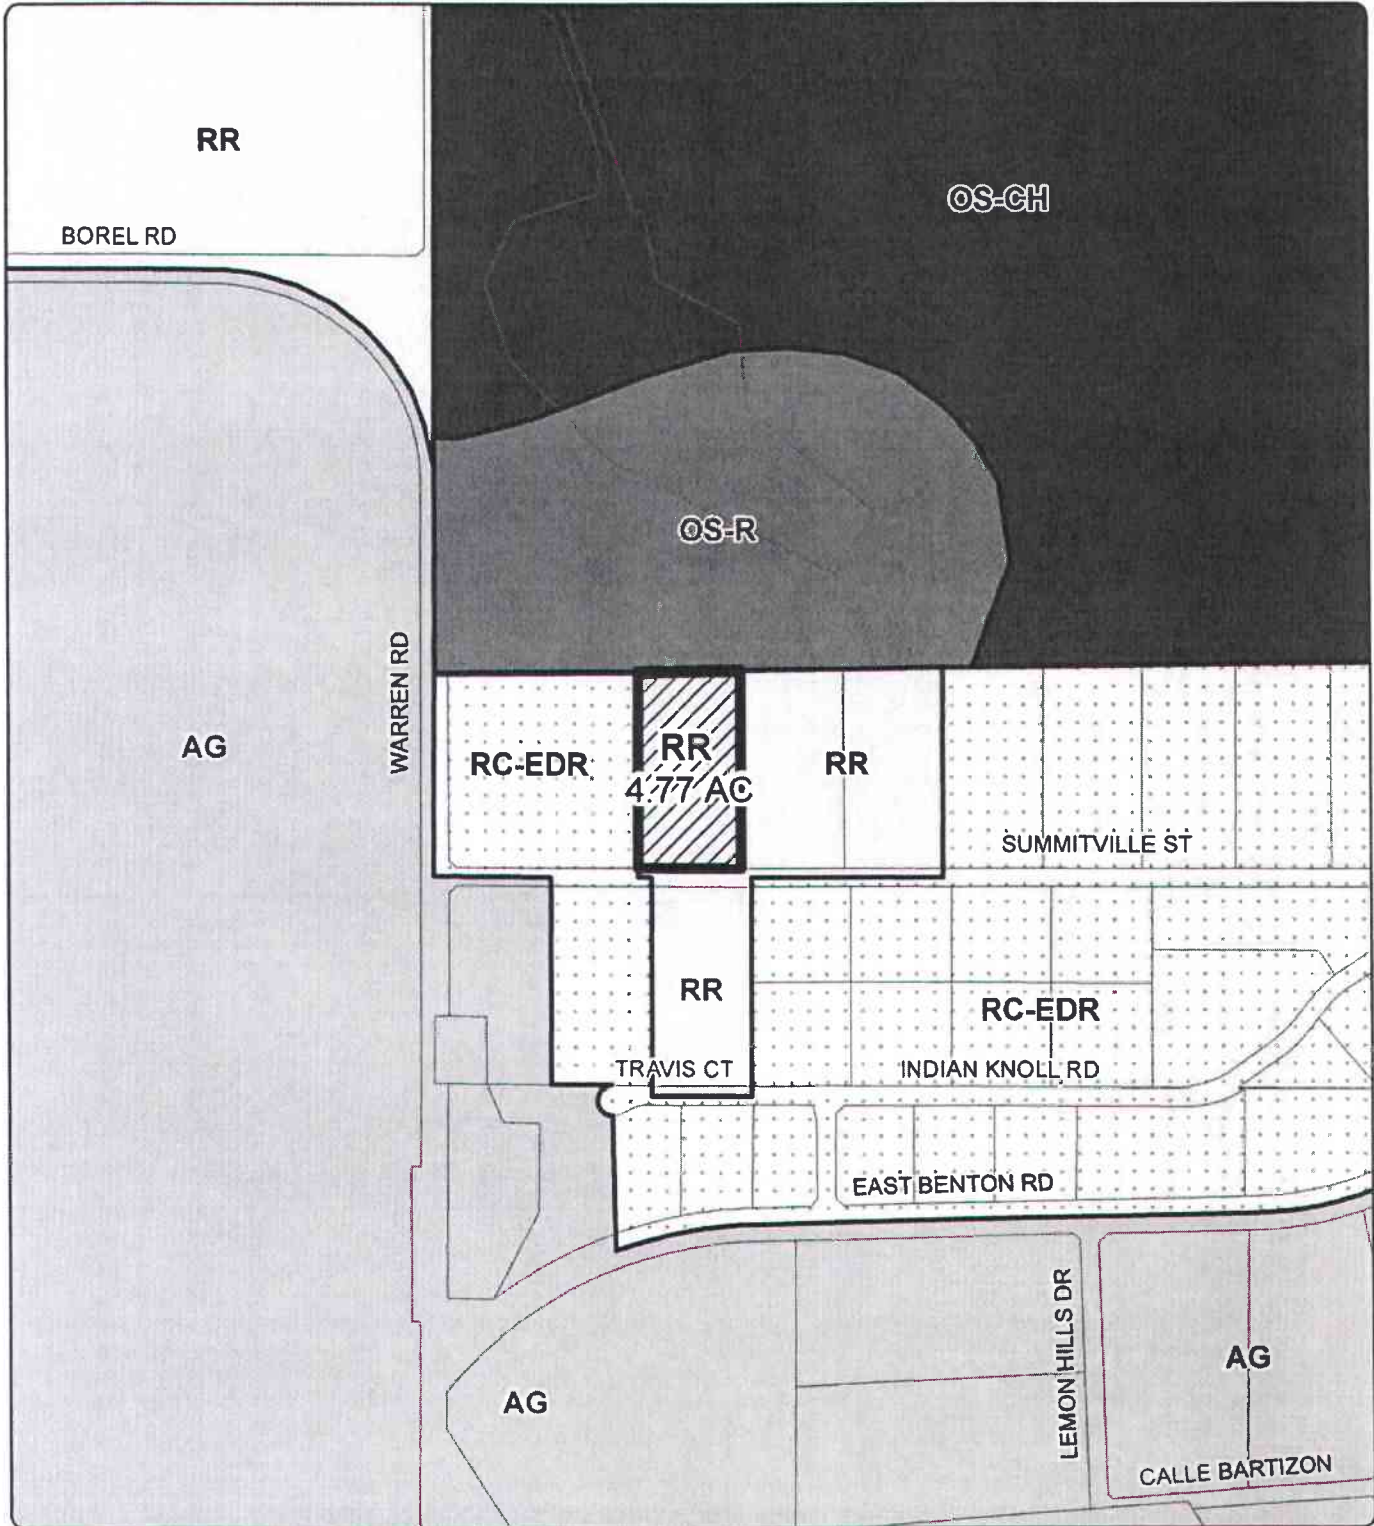 RR
OS-CH
BOREL RD
OS-R
WARREN RD
AG
RC-EDR
RR
4.77 AC
RR
SUMMITVILLE ST
RR
RC-EDR
TRAVIS CT
INDIAN KNOLL RD
EAST BENTON RD
LEMON HILLS DR
AG
AG
CALLE BARTIZON